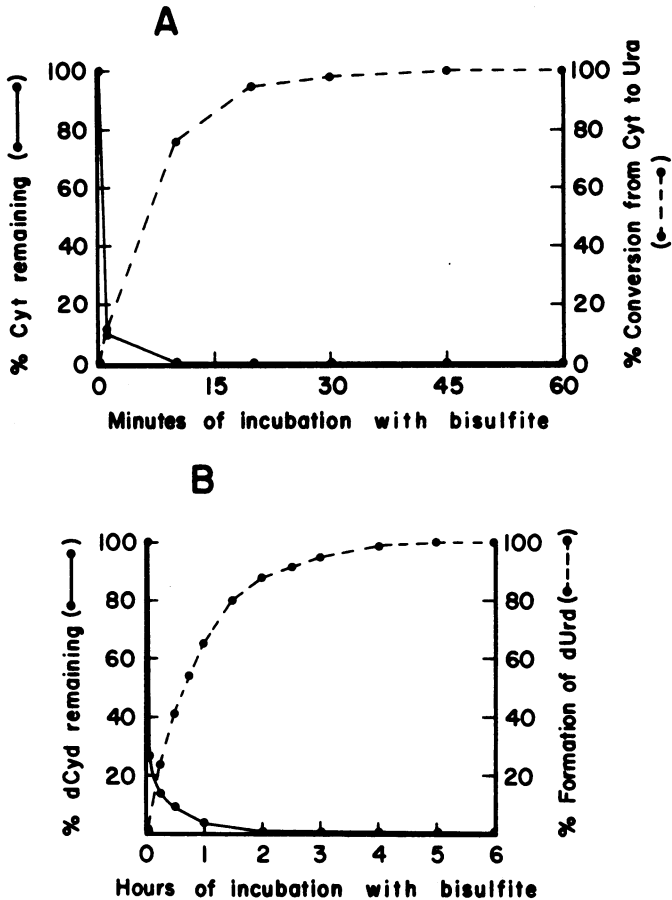 A
% Cyt remaining (●—●)
100
80
60
40
20
0
100
80
60
40
20
0
% Conversion from Cyt to Ura
(●---●)
0 15 30 45 60
Minutes of incubation with bisulfite
B
% dCyd remaining (●—●)
100
80
60
40
20
100
80
60
40
20
% Formation of dUrd (●---●)
0 1 2 3 4 5 6
Hours of incubation with bisulfite